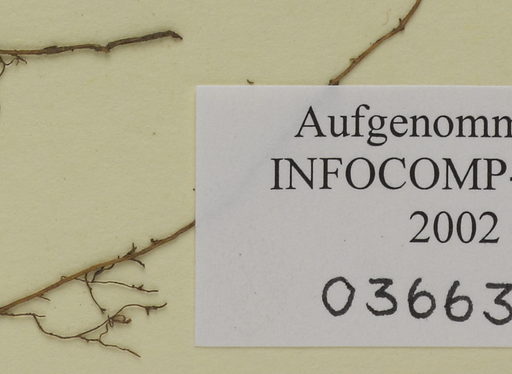 Aufgenomm
INFOCOMP-
2002
03663